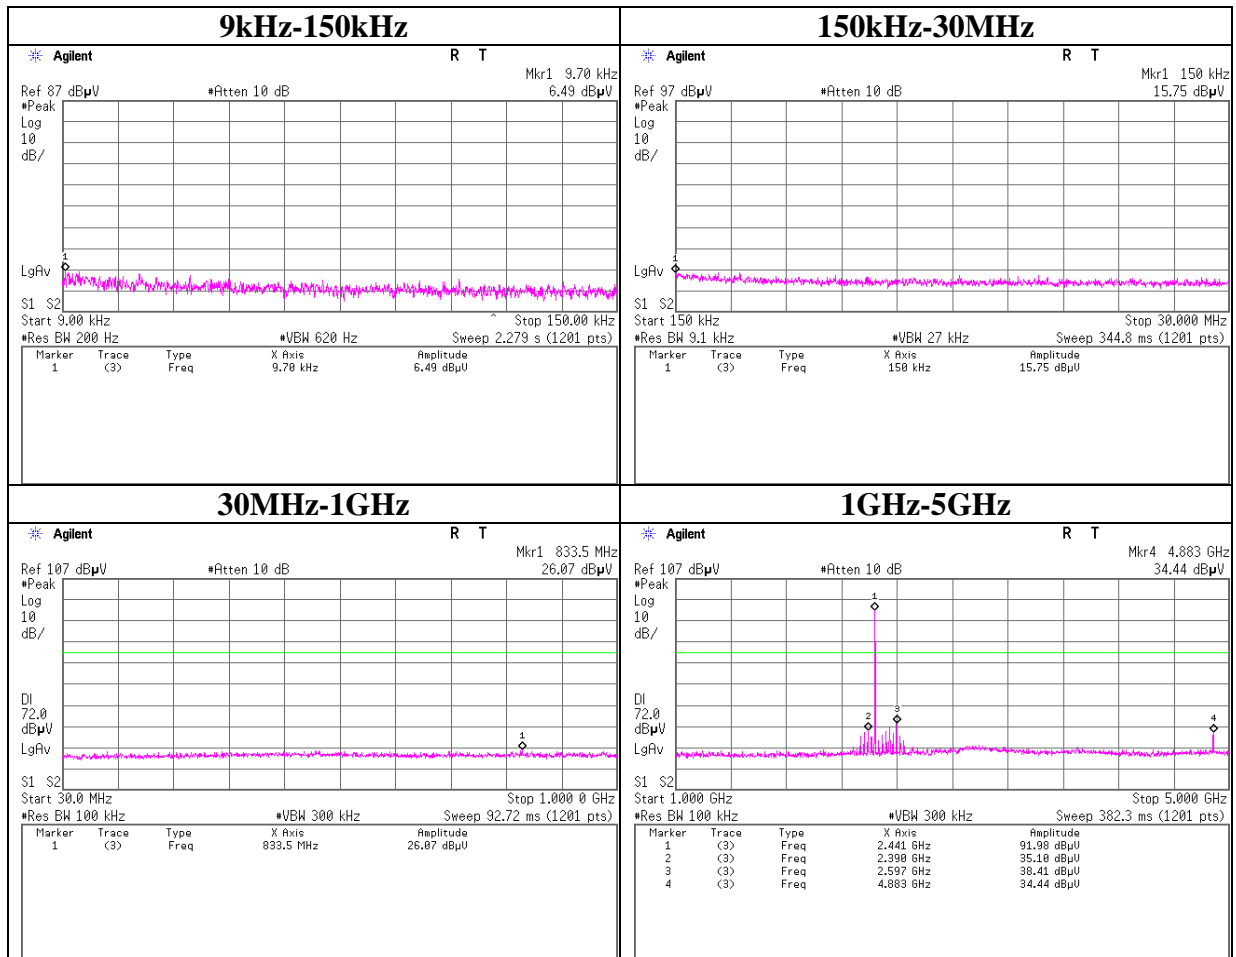 9kHz-150kHz
Agilent R T
Mkr1 9.70 kHz
Ref 87 dBµV #Atten 10 dB 6.49 dBµV
#Peak
Log
10
dB/
1
LgAv
S1 S2
Start 9.00 kHz ^ Stop 150.00 kHz
#Res BW 200 Hz #VBW 620 Hz Sweep 2.279 s (1201 pts)
Marker Trace Type X Axis Amplitude
1 (3) Freq 9.70 kHz 6.49 dBµV
150kHz-30MHz
Agilent R T
Mkr1 150 kHz
Ref 97 dBµV #Atten 10 dB 15.75 dBµV
#Peak
Log
10
dB/
1
LgAv
S1 S2
Start 150 kHz Stop 30.000 MHz
#Res BW 9.1 kHz #VBW 27 kHz Sweep 344.8 ms (1201 pts)
Marker Trace Type X Axis Amplitude
1 (3) Freq 150 kHz 15.75 dBµV
30MHz-1GHz
Agilent R T
Mkr1 833.5 MHz
Ref 107 dBµV #Atten 10 dB 26.07 dBµV
#Peak
Log
10
dB/
DI
72.0
dBµV
1
LgAv
S1 S2
Start 30.0 MHz Stop 1.000 0 GHz
#Res BW 100 kHz #VBW 300 kHz Sweep 92.72 ms (1201 pts)
Marker Trace Type X Axis Amplitude
1 (3) Freq 833.5 MHz 26.07 dBµV
1GHz-5GHz
Agilent R T
Mkr4 4.883 GHz
Ref 107 dBµV #Atten 10 dB 34.44 dBµV
#Peak
1
Log
10
dB/
DI
72.0
2 3 4
dBµV
LgAv
S1 S2
Start 1.000 GHz Stop 5.000 GHz
#Res BW 100 kHz #VBW 300 kHz Sweep 382.3 ms (1201 pts)
Marker Trace Type X Axis Amplitude
1 (3) Freq 2.441 GHz 91.98 dBµV
2 (3) Freq 2.390 GHz 35.10 dBµV
3 (3) Freq 2.597 GHz 38.41 dBµV
4 (3) Freq 4.883 GHz 34.44 dBµV